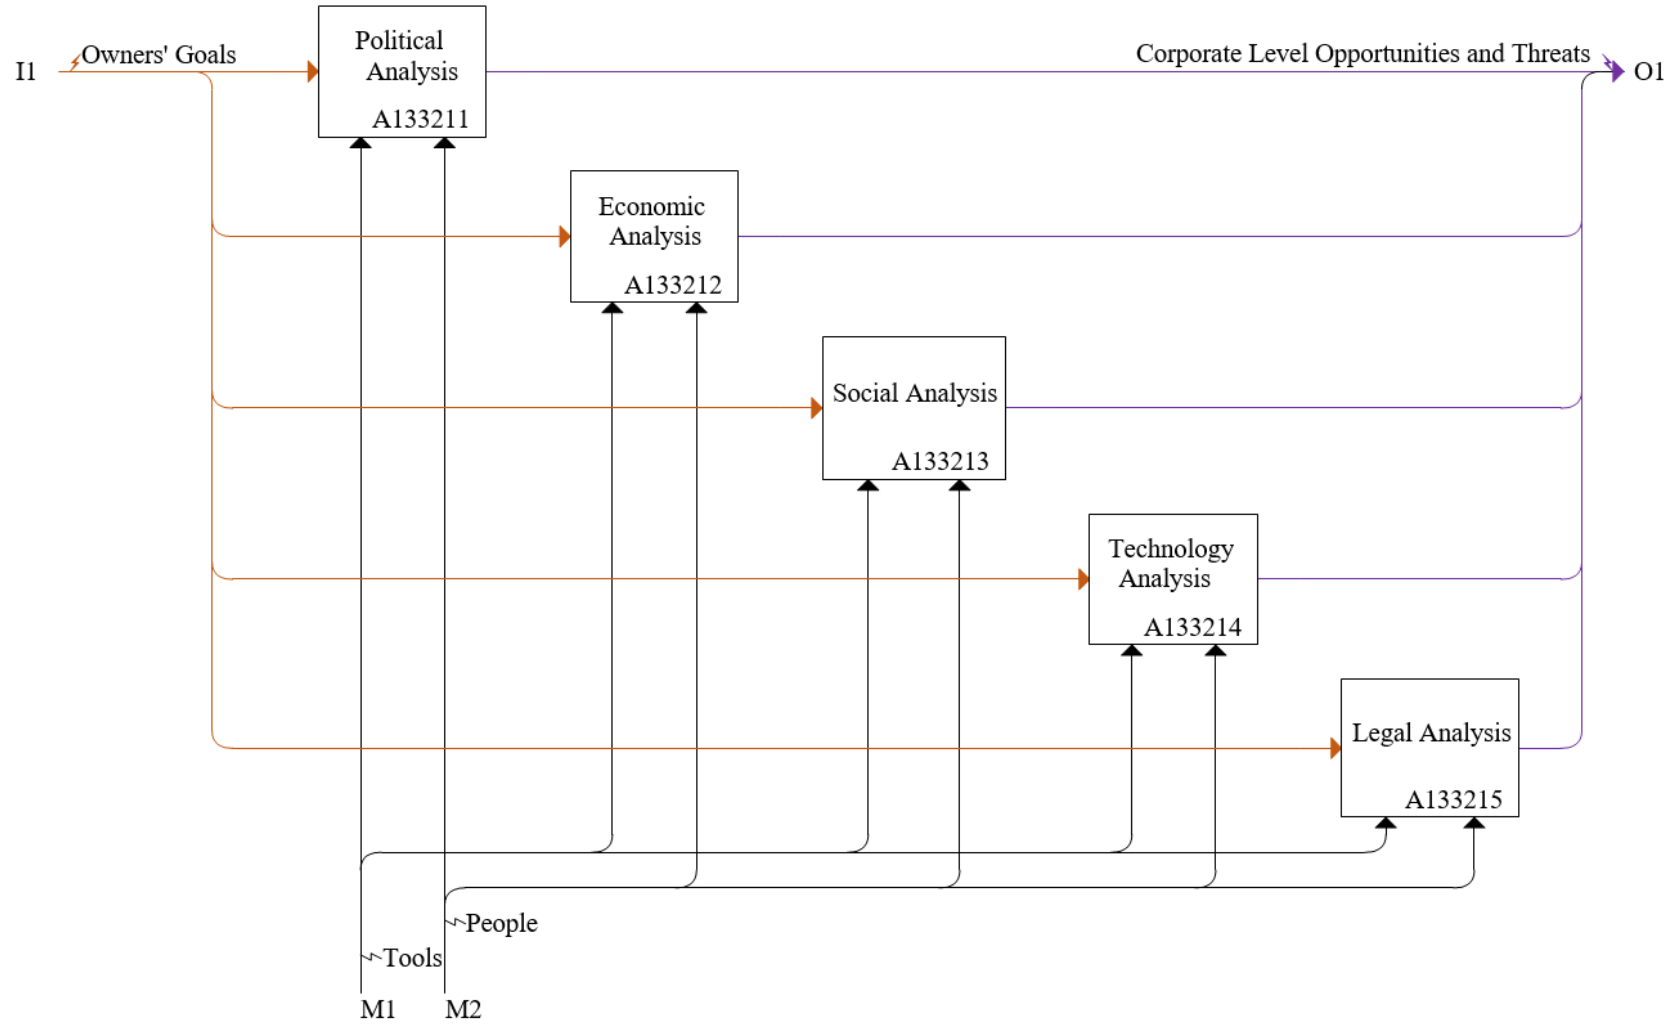 Political
Analysis
A133211
I1
Owners' Goals
Corporate Level Opportunities and Threats
O1
Economic
Analysis
A133212
Social Analysis
A133213
Technology
Analysis
A133214
Legal Analysis
A133215
People
Tools
M1
M2